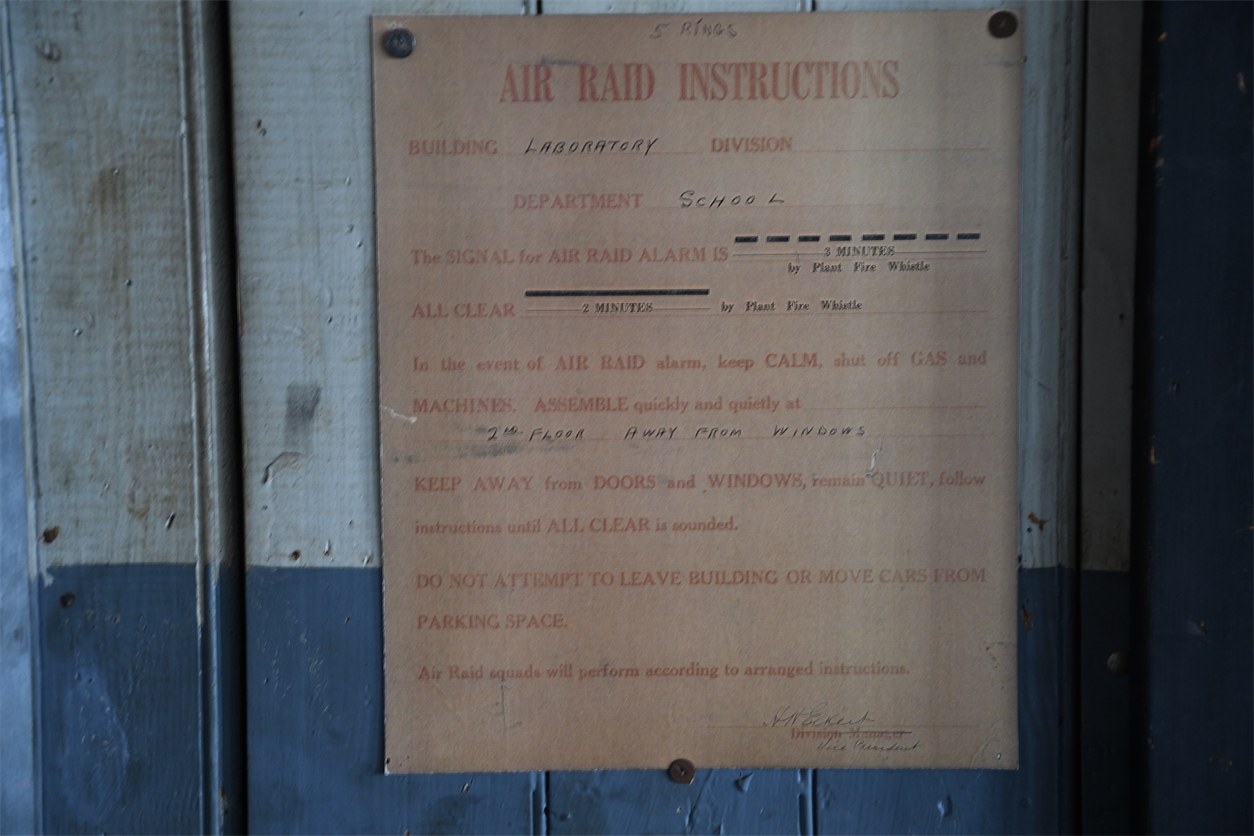 5 RINGS
AIR RAID INSTRUCTIONS
BUILDING LABORATORY DIVISION
DEPARTMENT SCHOOL
The SIGNAL for AIR RAID ALARM IS 3 MINUTES
by Plant Fire Whistle
ALL CLEAR 2 MINUTES by Plant Fire Whistle
In the event of AIR RAID alarm, keep CALM, shut off GAS and
MACHINES. ASSEMBLE quickly and quietly at
2ND FLOOR AWAY FROM WINDOWS
KEEP AWAY from DOORS and WINDOWS, remain QUIET, follow
instructions until ALL CLEAR is sounded.
DO NOT ATTEMPT TO LEAVE BUILDING OR MOVE CARS FROM
PARKING SPACE.
Air Raid squads will perform according to arranged instructions.
Division Manager
Vice President